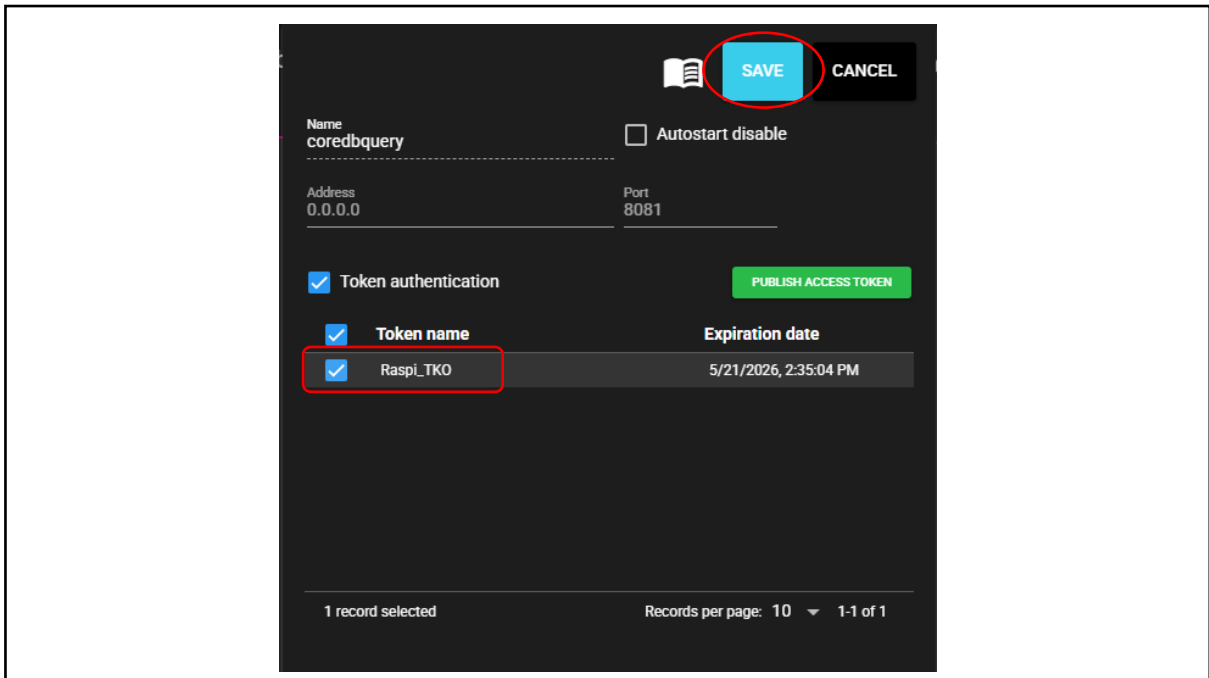 SAVE CANCEL
Name
coredbquery
Autostart disable
Address
0.0.0.0
Port
8081
Token authentication
PUBLISH ACCESS TOKEN
Token name Expiration date
Raspi_TKO 5/21/2026, 2:35:04 PM
1 record selected Records per page: 10 1-1 of 1